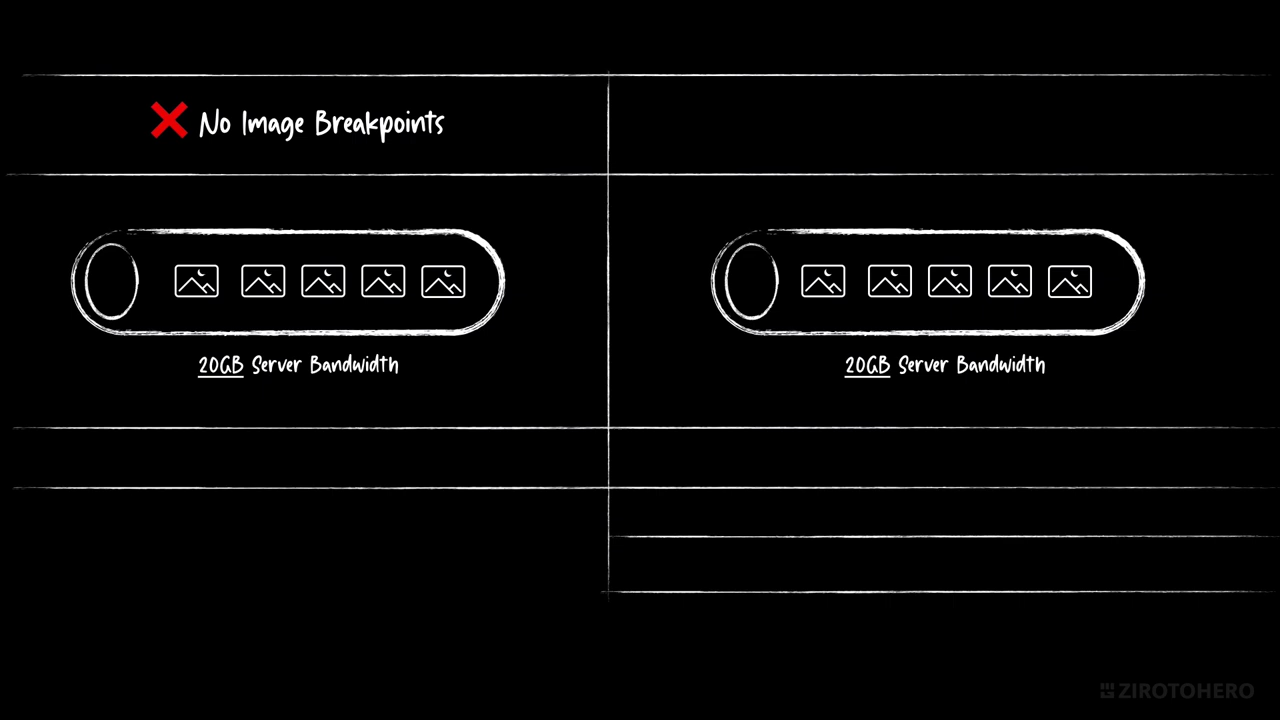 No Image Breakpoints
20GB Server Bandwidth
20GB Server Bandwidth
ZIROTOHERO